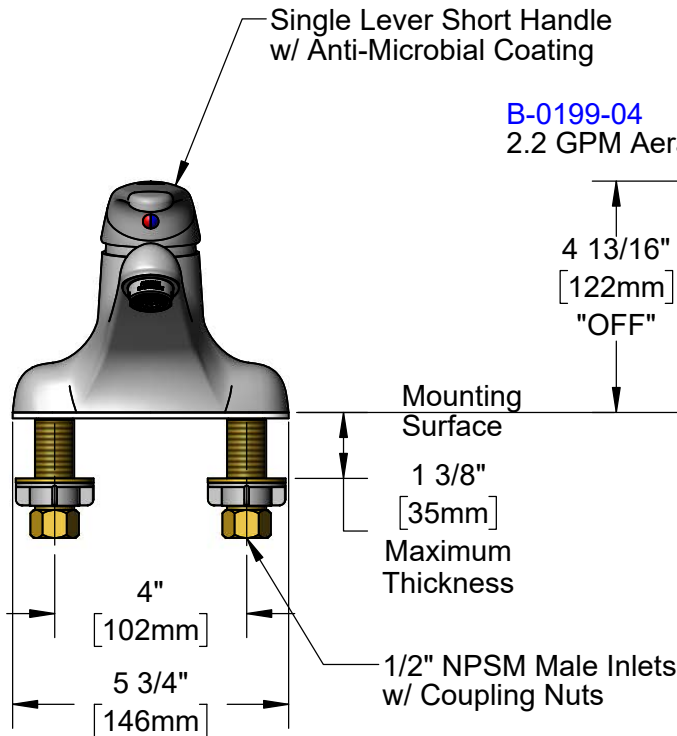 Single Lever Short Handle
w/ Anti-Microbial Coating
B-0199-04
2.2 GPM
4 13/16"
[122mm]
"OFF"
Mounting
Surface
1 3/8"
[35mm]
Maximum
Thickness
4"
[102mm]
5 3/4"
[146mm]
1/2" NPSM Male Inlets
w/ Coupling Nuts